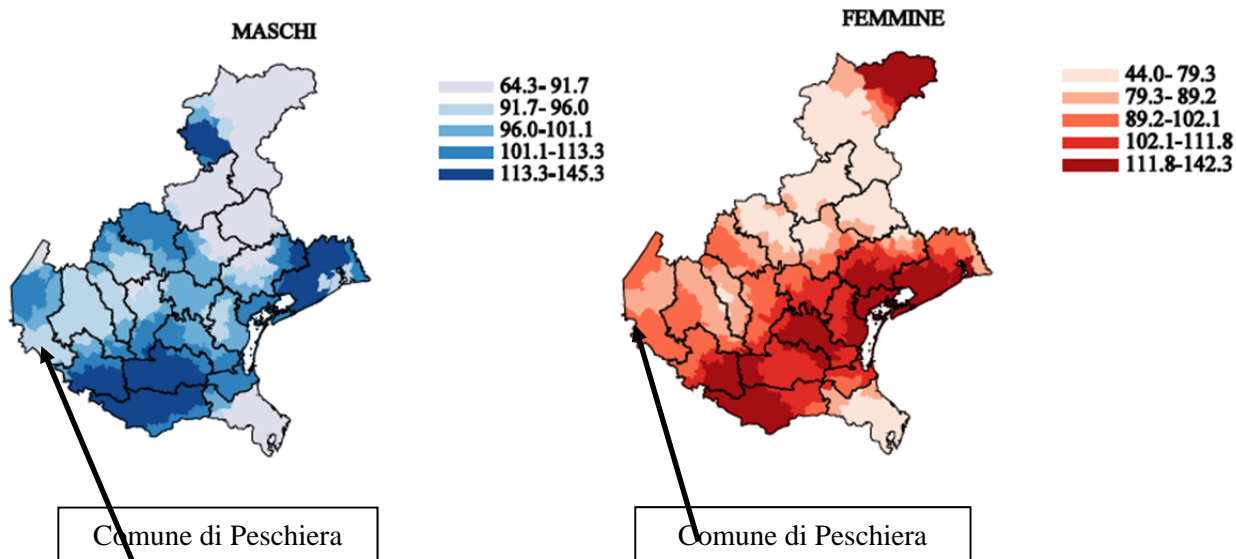 MASCHI
64.3- 91.7
91.7- 96.0
96.0-101.1
101.1-113.3
113.3-145.3
Comune di Peschiera
FEMMINE
44.0- 79.3
79.3- 89.2
89.2-102.1
102.1-111.8
111.8-142.3
Comune di Peschiera